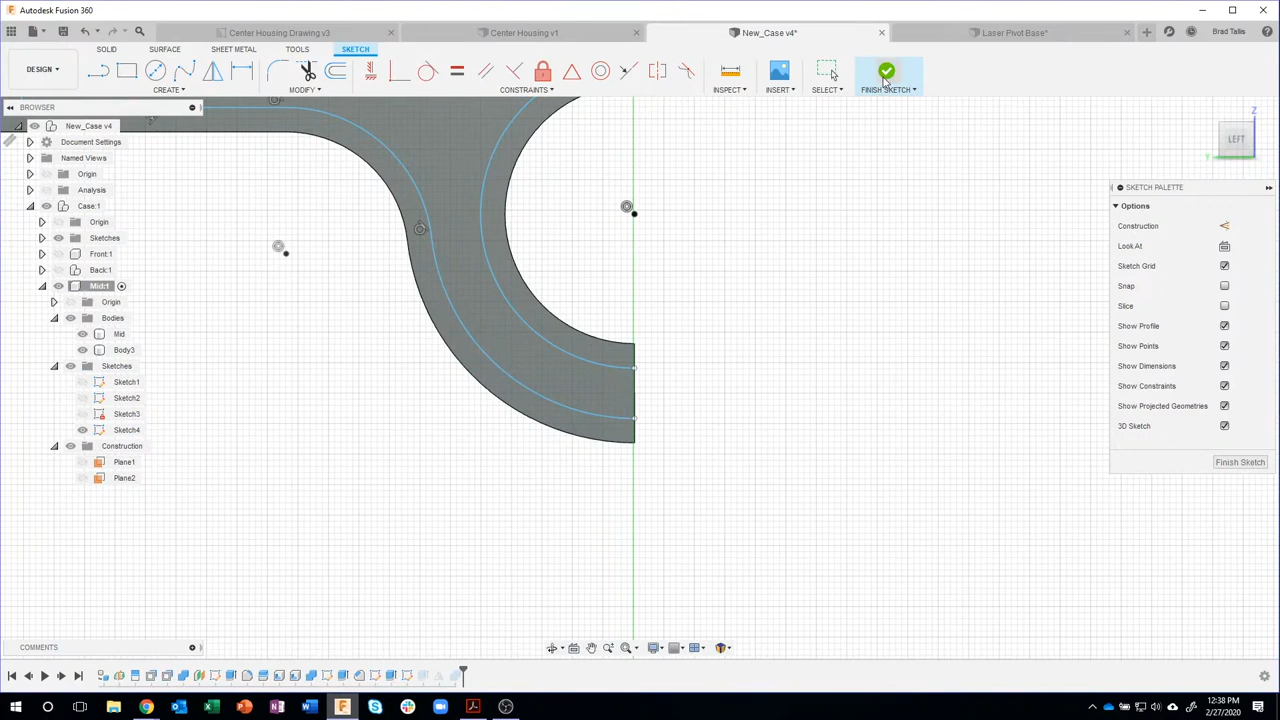 Autodesk Fusion 360
Center Housing Drawing v3
Center Housing v1
New_Case v4*
Laser Pivot Base*
Brad Tallis
DESIGN
SOLID
SURFACE
SHEET METAL
TOOLS
SKETCH
CREATE
MODIFY
CONSTRAINTS
INSPECT
INSERT
SELECT
FINISH SKETCH
BROWSER
New_Case v4
Document Settings
Named Views
Origin
Analysis
Case:1
Origin
Sketches
Front:1
Back:1
Mid:1
Origin
Bodies
Mid
Body3
Sketches
Sketch1
Sketch2
Sketch3
Sketch4
Construction
Plane1
Plane2
Z
LEFT
Y
SKETCH PALETTE
Options
Construction
Look At
Sketch Grid
Snap
Slice
Show Profile
Show Points
Show Dimensions
Show Constraints
Show Projected Geometries
3D Sketch
Finish Sketch
COMMENTS
12:38 PM
2/27/2020